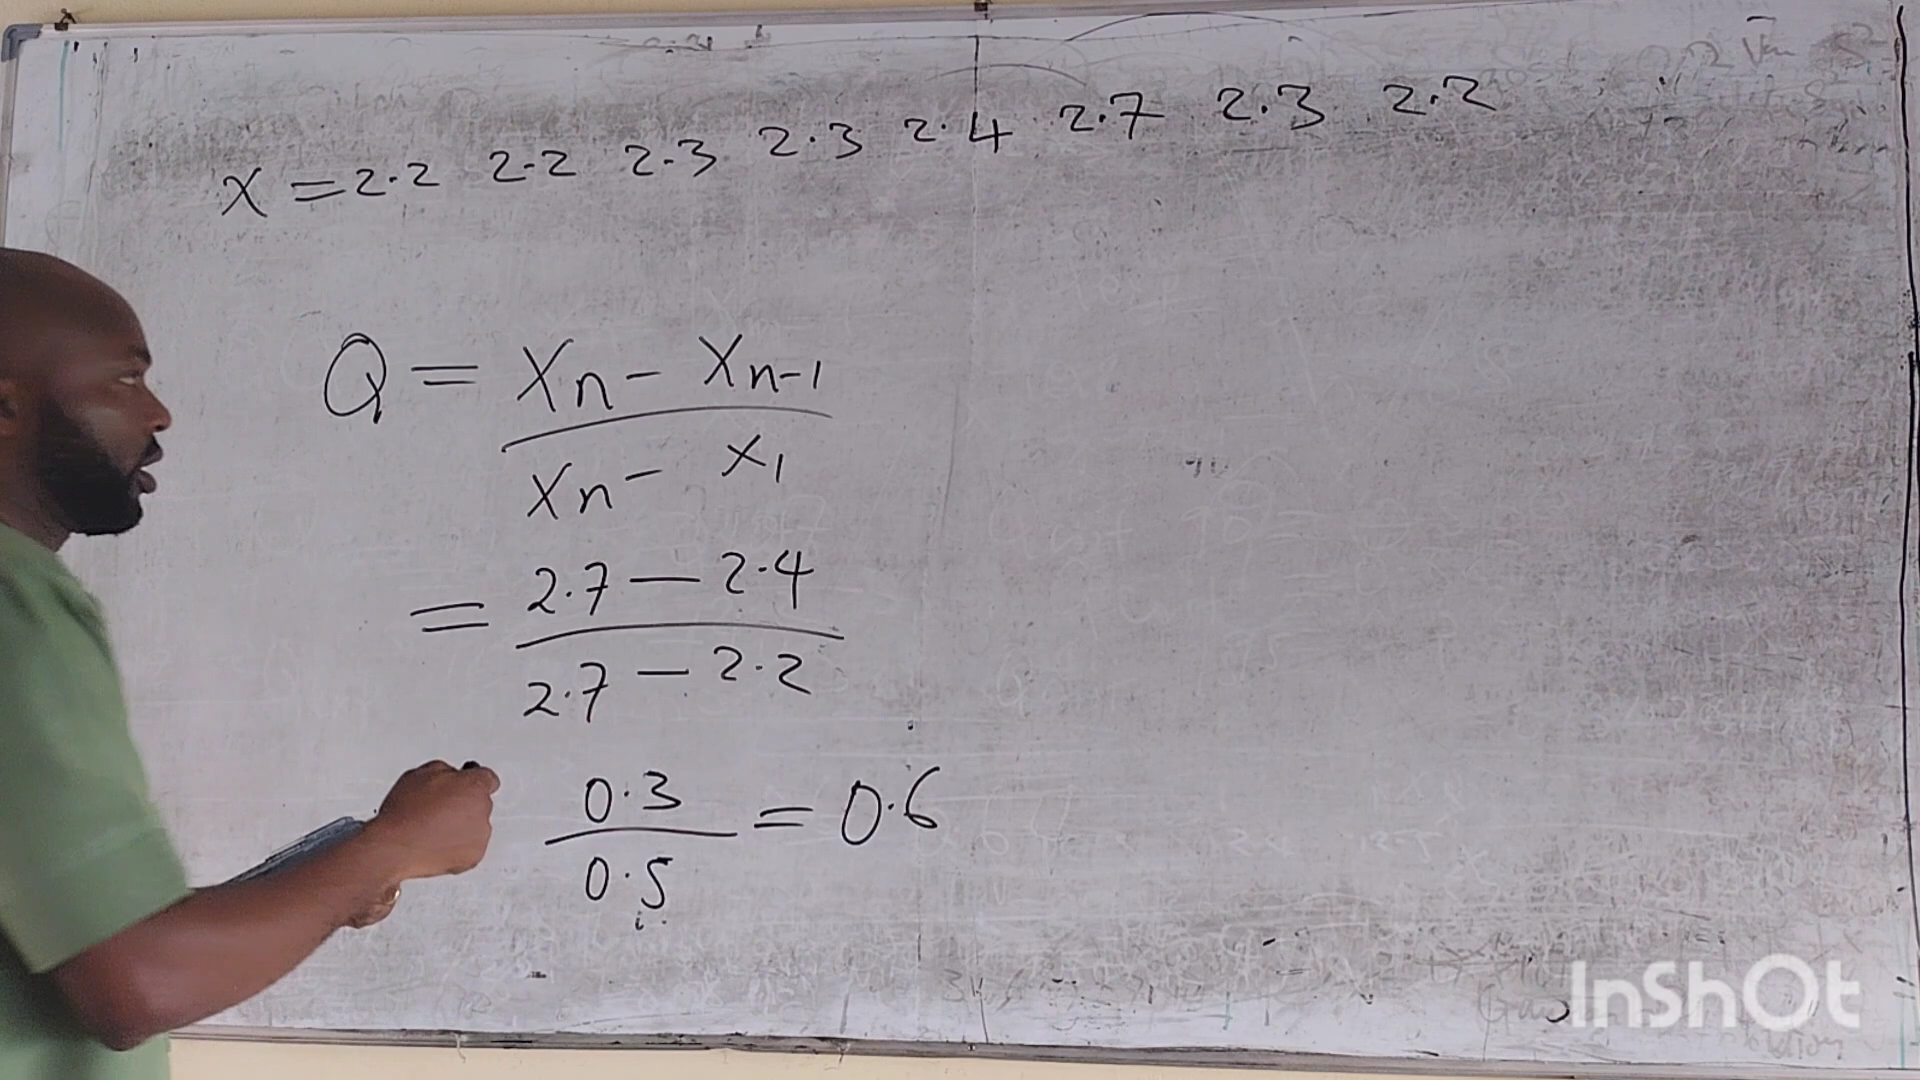 x = 2.2 2.2 2.3 2.3 2.4 2.7 2.3 2.2
Q = Xn - Xn-1
xn - x1
= 2.7 - 2.4
2.7 - 2.2
0.3 = 0.6
0.5
InShOt